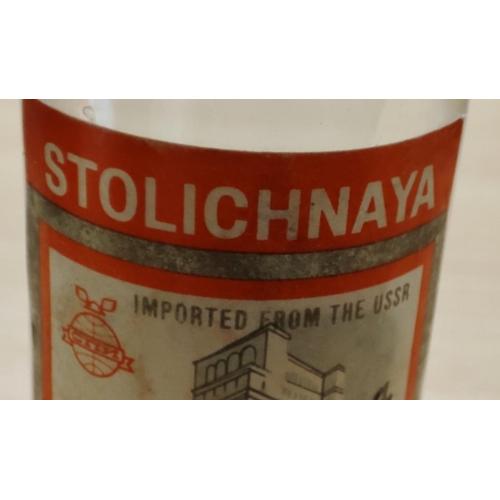 STOLICHNAYA
IMPORTED FROM THE USSR